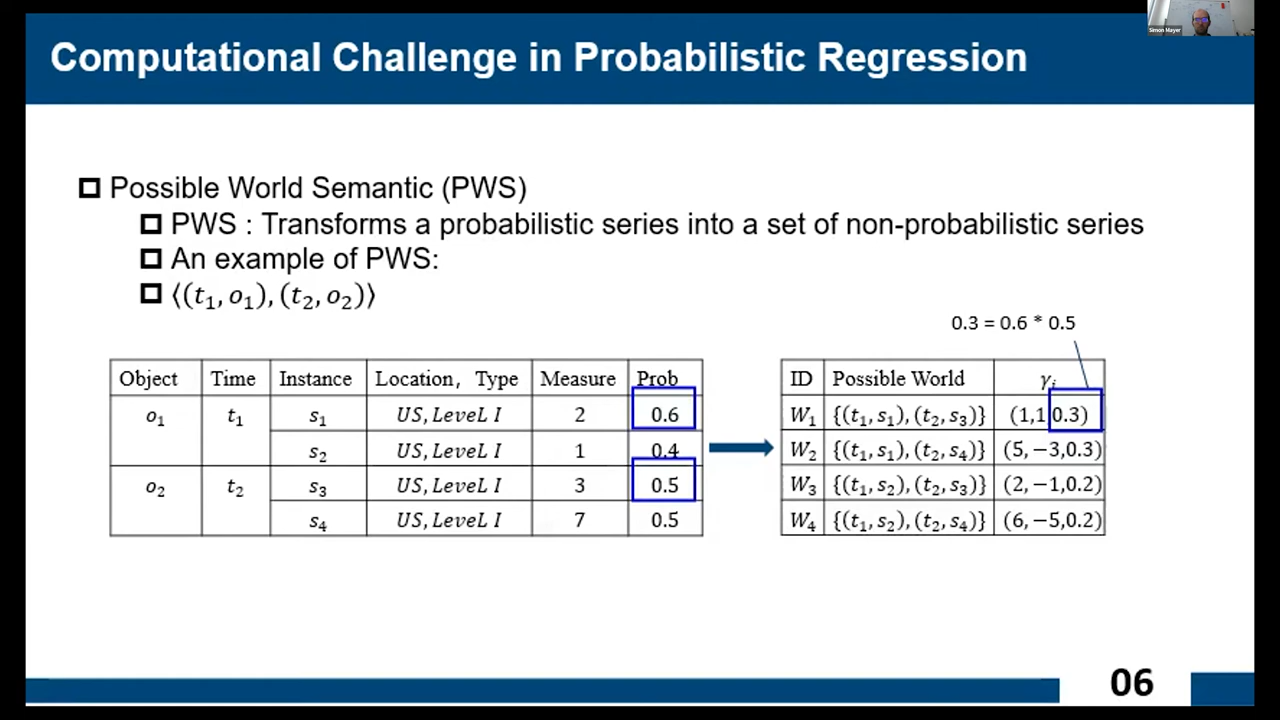 Simon Mayer
Computational Challenge in Probabilistic Regression
Possible World Semantic (PWS)
PWS : Transforms a probabilistic series into a set of non-probabilistic series
An example of PWS:
⟨(t₁, o₁), (t₂, o₂)⟩
0.3 = 0.6 * 0.5
Object Time Instance Location, Type Measure Prob
o₁ t₁ s₁ US, LeveL I 2 0.6
s₂ US, LeveL I 1 0.4
o₂ t₂ s₃ US, LeveL I 3 0.5
s₄ US, LeveL I 7 0.5
ID Possible World γᵢ
W₁ {(t₁, s₁), (t₂, s₃)} (1,1 0.3)
W₂ {(t₁, s₁), (t₂, s₄)} (5, −3,0.3)
W₃ {(t₁, s₂), (t₂, s₃)} (2, −1,0.2)
W₄ {(t₁, s₂), (t₂, s₄)} (6, −5,0.2)
06